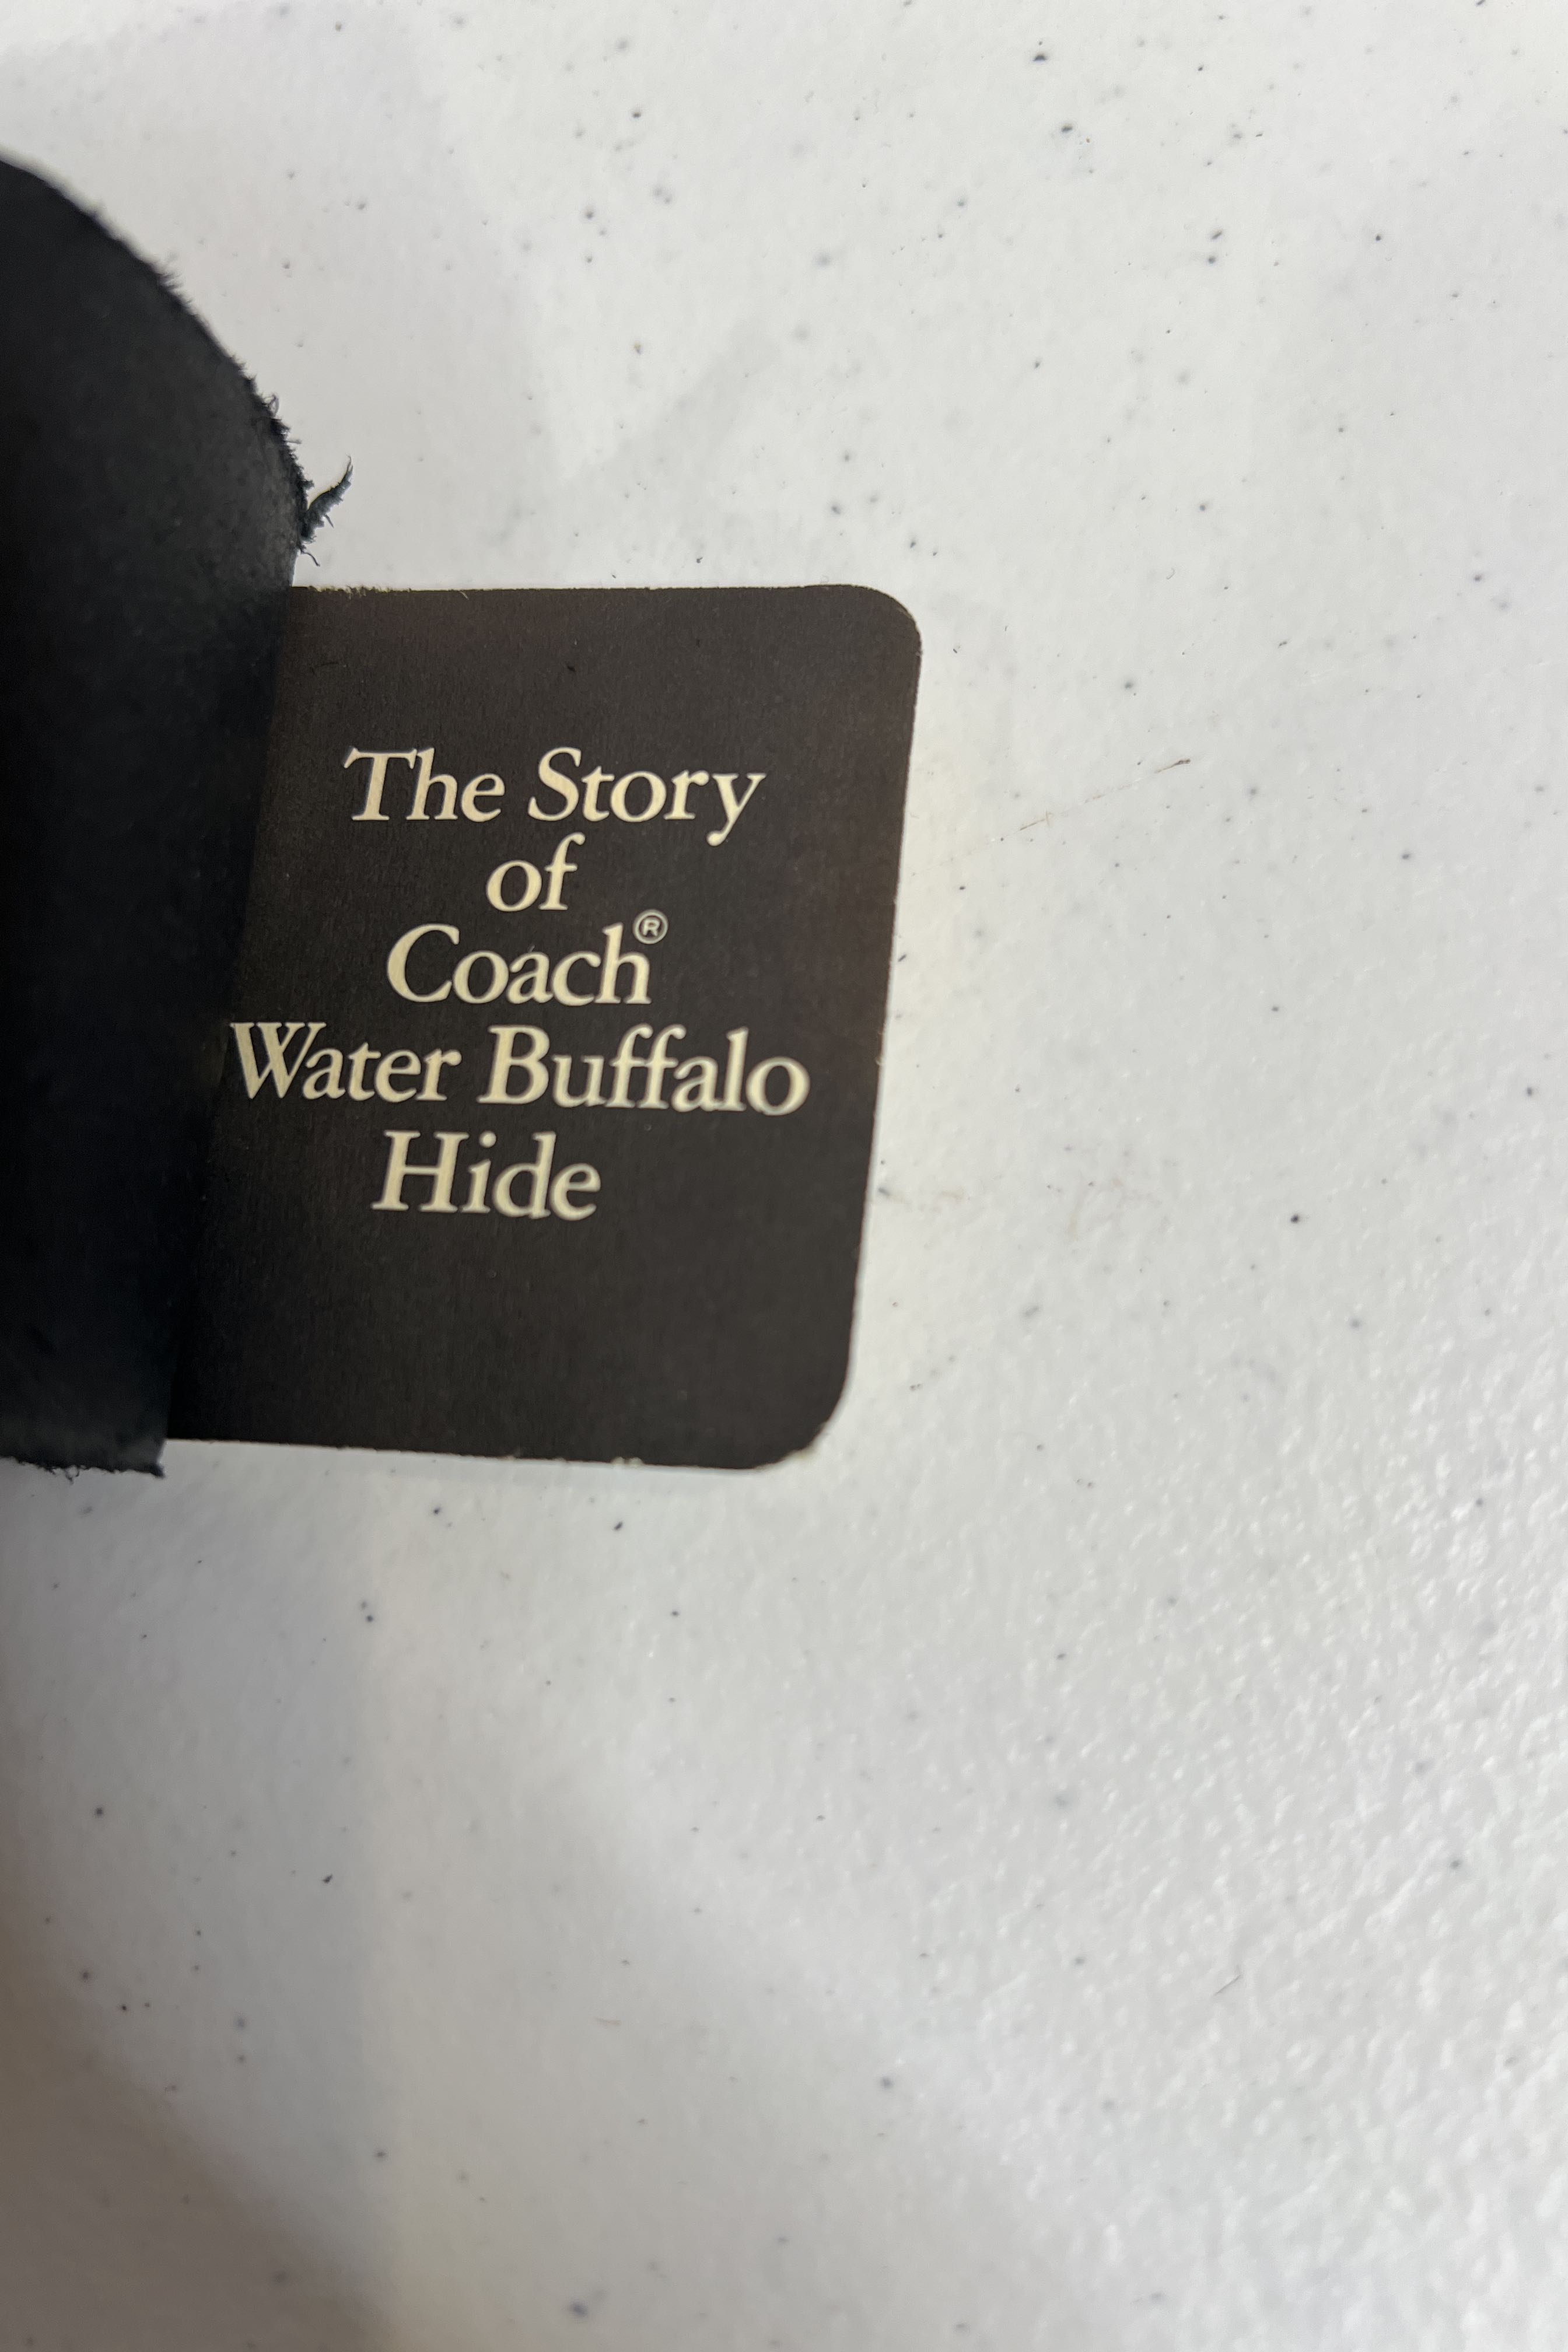 The Story
of
Coach®
Water Buffalo
Hide